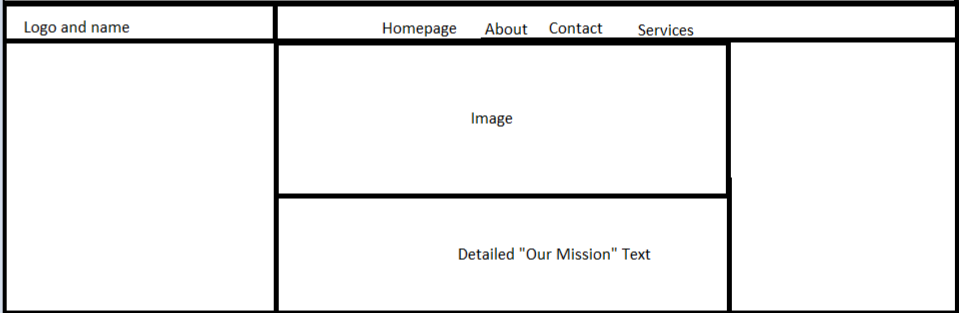 Logo and name
Homepage About Contact Services
Image
Detailed "Our Mission" Text